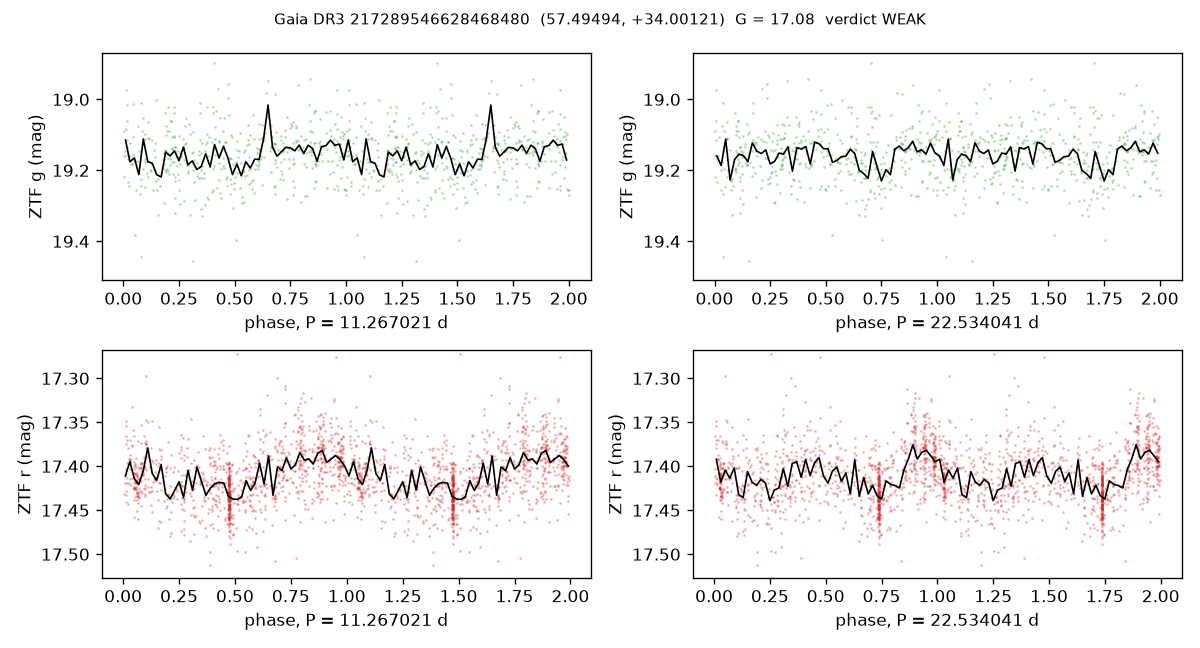 Gaia DR3 217289546628468480 (57.49494, +34.00121) G = 17.08 verdict WEAK
ZTF g (mag)
19.0
19.2
19.4
0.00 0.25 0.50 0.75 1.00 1.25 1.50 1.75 2.00
phase, P = 11.267021 d
ZTF g (mag)
19.0
19.2
19.4
0.00 0.25 0.50 0.75 1.00 1.25 1.50 1.75 2.00
phase, P = 22.534041 d
ZTF r (mag)
17.30
17.35
17.40
17.45
17.50
0.00 0.25 0.50 0.75 1.00 1.25 1.50 1.75 2.00
phase, P = 11.267021 d
ZTF r (mag)
17.30
17.35
17.40
17.45
17.50
0.00 0.25 0.50 0.75 1.00 1.25 1.50 1.75 2.00
phase, P = 22.534041 d